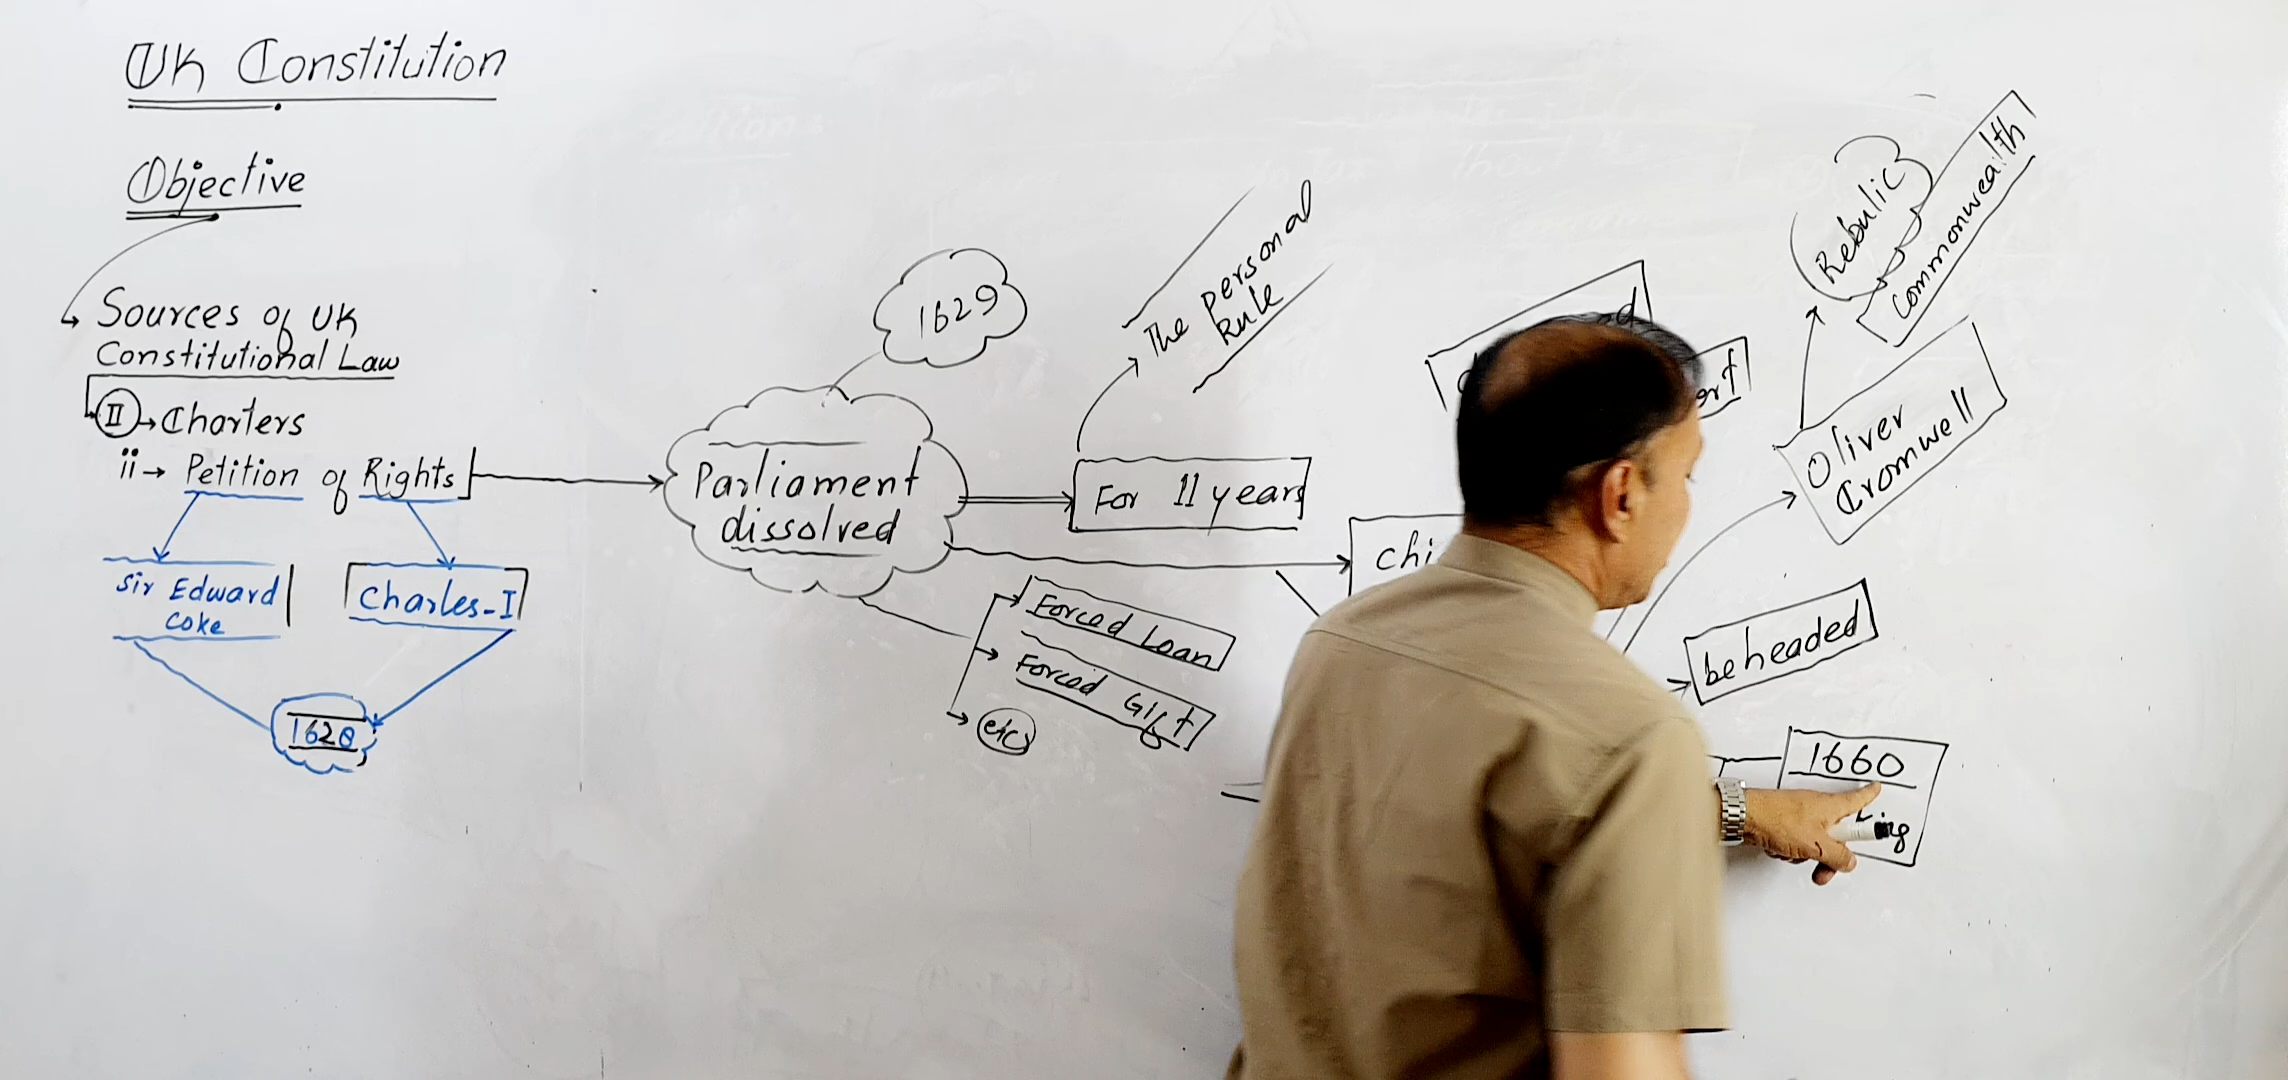 UK Constitution
Objective
Sources of UK
Constitutional Law
II → Charters
ii → Petition of Rights
Sir Edward
Coke
Charles-I
1628
1629
Parliament
dissolved
For 11 years
The personal
Rule
Forced Loan
Forced Gift
etc
beheaded
Oliver
Cromwell
Rebulic
Commonwealth
1660